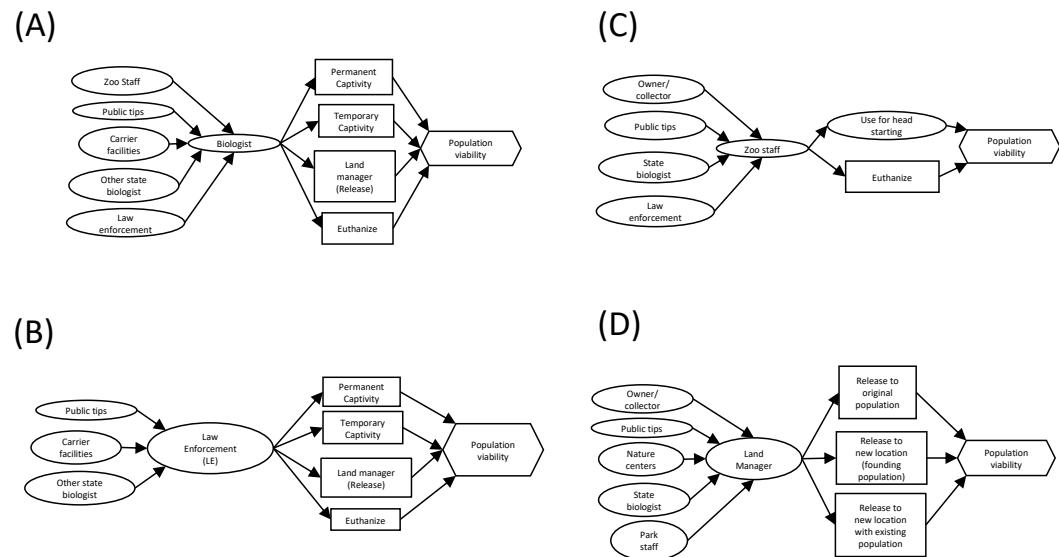 (A)
Zoo Staff
Public tips
Carrier
facilities
Other state
biologist
Law
enforcement
Biologist
Permanent
Captivity
Temporary
Captivity
Land
manager
(Release)
Euthanize
Population
viability
(B)
Public tips
Carrier
facilities
Other state
biologist
Law
Enforcement
(LE)
Permanent
Captivity
Temporary
Captivity
Land manager
(Release)
Euthanize
Population
viability
(C)
Owner/
collector
Public tips
State
biologist
Law
enforcement
Zoo staff
Use for head
starting
Euthanize
Population
viability
(D)
Owner/
collector
Public tips
Nature
centers
State
biologist
Park
staff
Land
Manager
Release to
original
population
Release to
new location
(founding
population)
Release to
new location
with existing
population
Population
viability